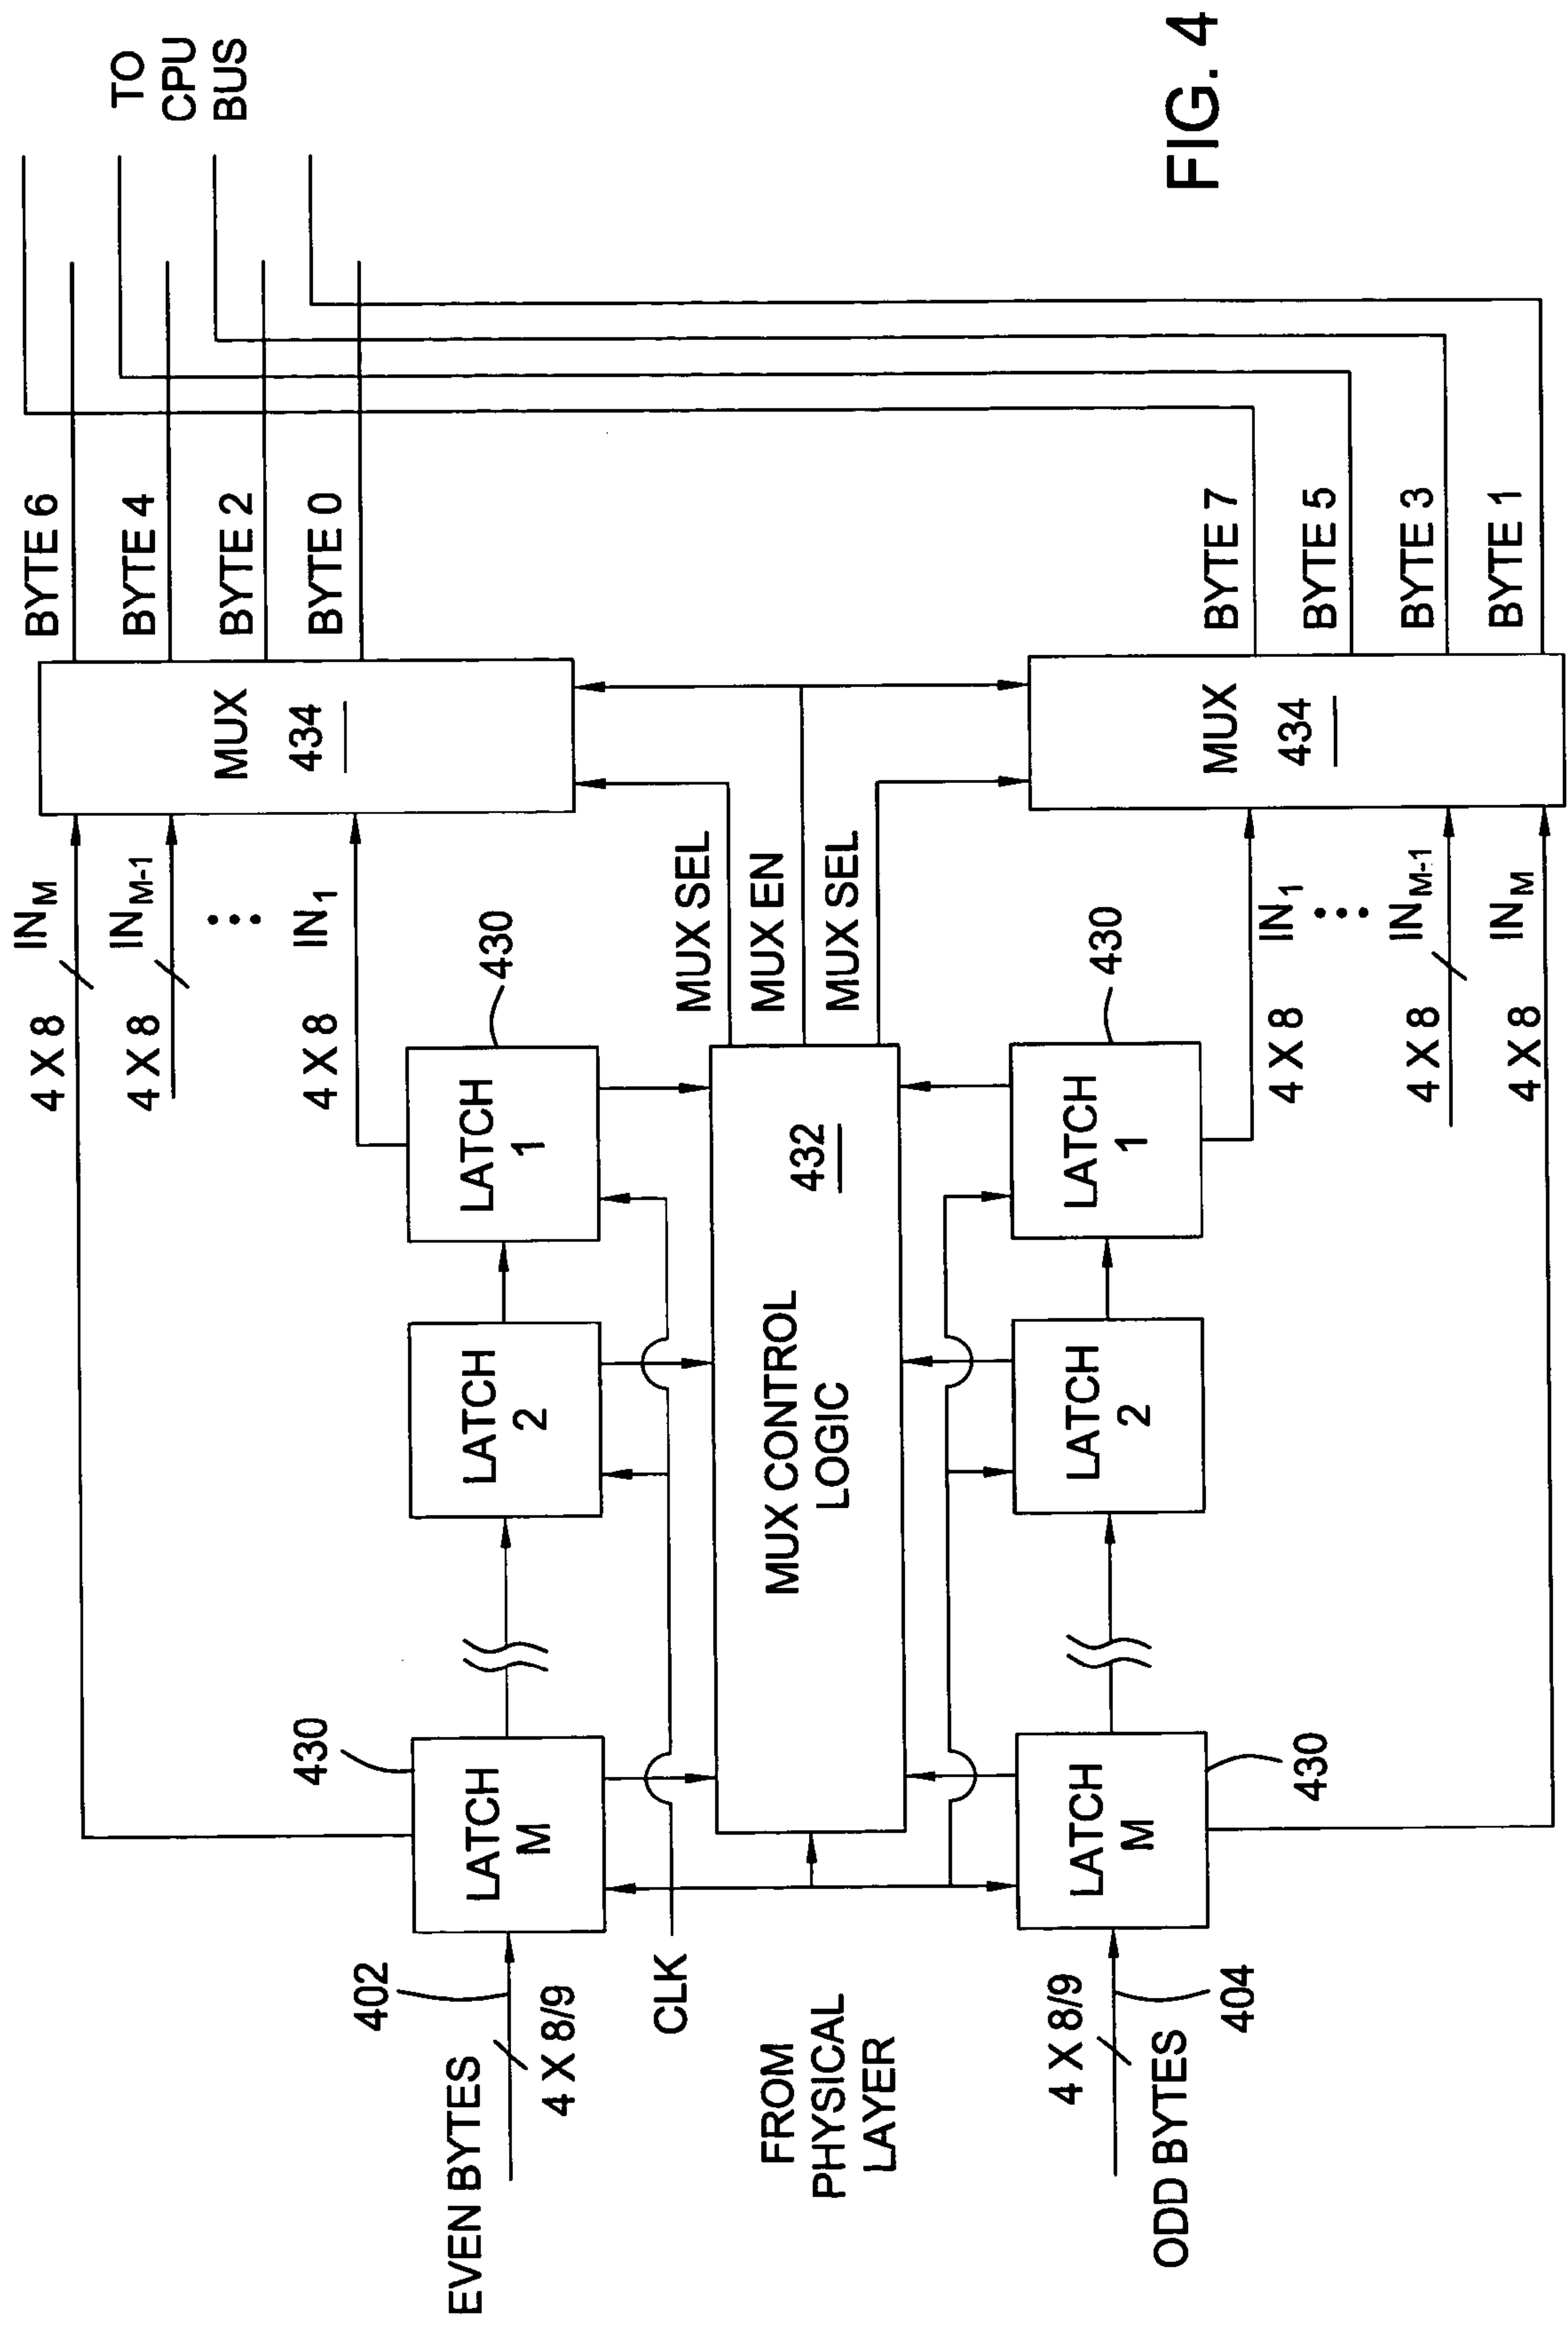 BYTE 6
BYTE 4
BYTE 2
BYTE 0
TO
CPU
BUS
4 X 8
IN_M
4 X 8
IN_M-1
4 X 8
IN_1
MUX
434
430
LATCH
M
LATCH
2
LATCH
1
430
402
EVEN BYTES
4 X 8/9
CLK
MUX SEL
MUX EN
MUX SEL
FROM
PHYSICAL
LAYER
MUX CONTROL
LOGIC
432
4 X 8/9
ODD BYTES
404
LATCH
M
430
LATCH
2
LATCH
1
430
4 X 8
IN_1
4 X 8
IN_M-1
4 X 8
IN_M
MUX
434
BYTE 7
BYTE 5
BYTE 3
BYTE 1
FIG. 4